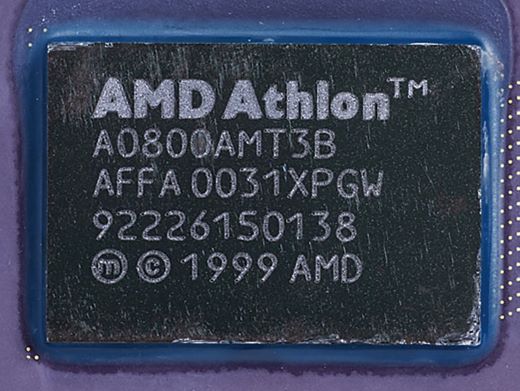 AMD Athlon™
A0800AMT3B
AFFA 0031XPGW
92226150138
ⓜ © 1999 AMD